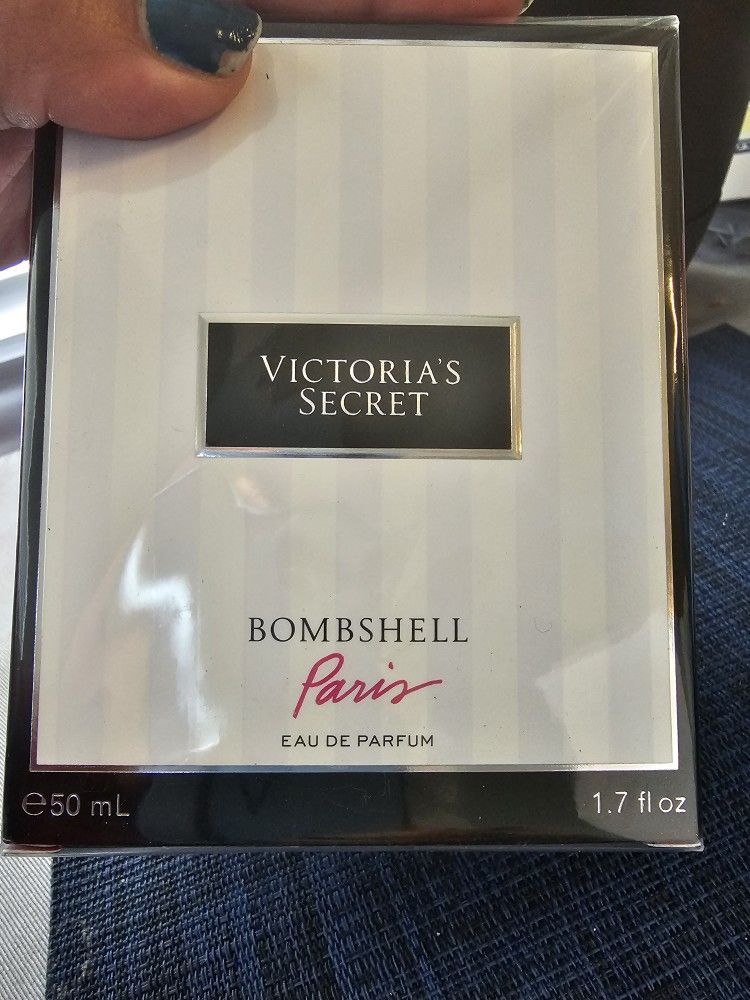 VICTORIA'S
SECRET
BOMBSHELL
Paris
EAU DE PARFUM
℮50 mL
1.7 fl oz